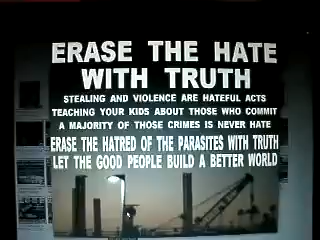 ERASE THE HATE
WITH TRUTH
STEALING AND VIOLENCE ARE HATEFUL ACTS
TEACHING YOUR KIDS ABOUT THOSE WHO COMMIT
A MAJORITY OF THOSE CRIMES IS NEVER HATE
ERASE THE HATRED OF THE PARASITES WITH TRUTH
LET THE GOOD PEOPLE BUILD A BETTER WORLD